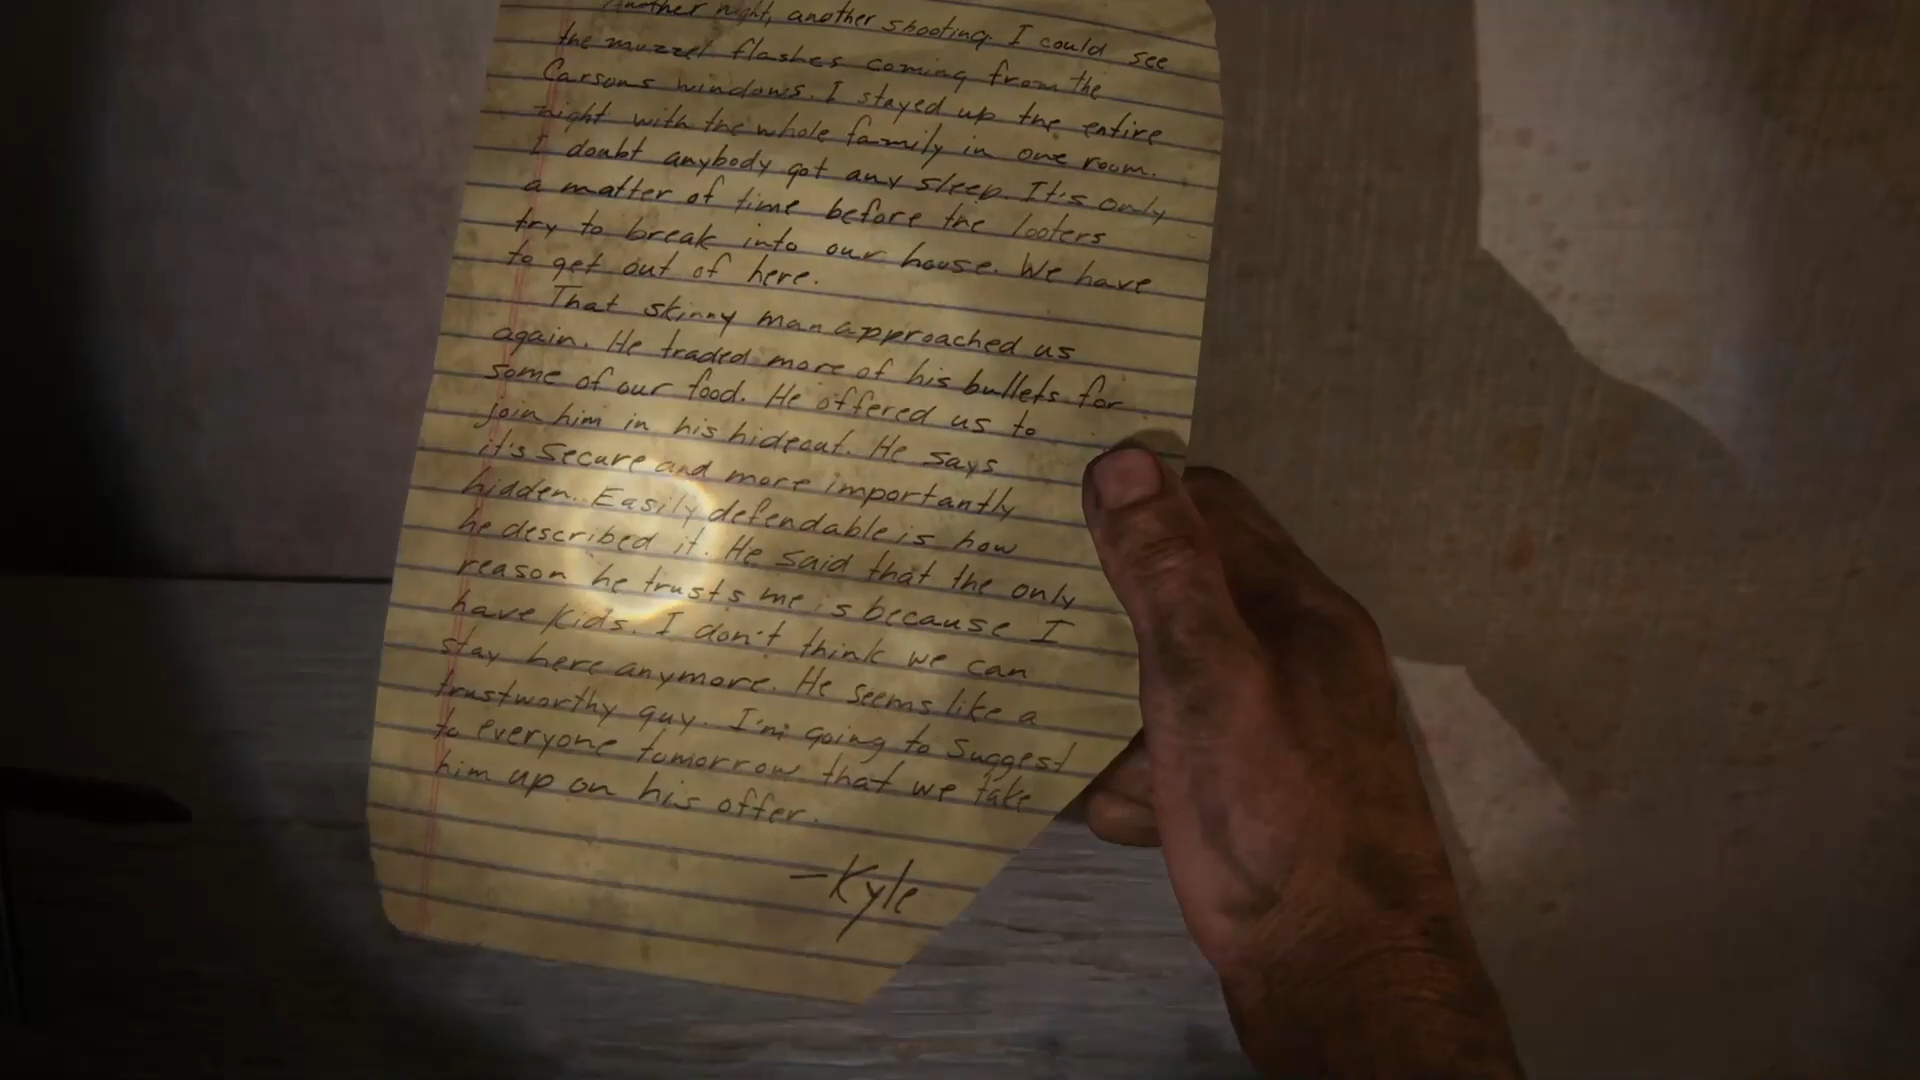 Another night, another shooting. I could see
the muzzel flashes coming from the
Carsons windows. I stayed up the entire
night with the whole family in one room.
I doubt anybody got any sleep. It's only
a matter of time before the looters
try to break into our house. We have
to get out of here.
That skinny man approached us
again. He traded more of his bullets for
some of our food. He offered us to
join him in his hideout. He says
it's secure and more importantly
hidden. Easily defendable is how
he described it. He said that the only
reason he trusts me is because I
have kids. I don't think we can
stay here anymore. He seems like a
trustworthy guy. I'm going to suggest
to everyone tomorrow that we take
him up on his offer.
—Kyle